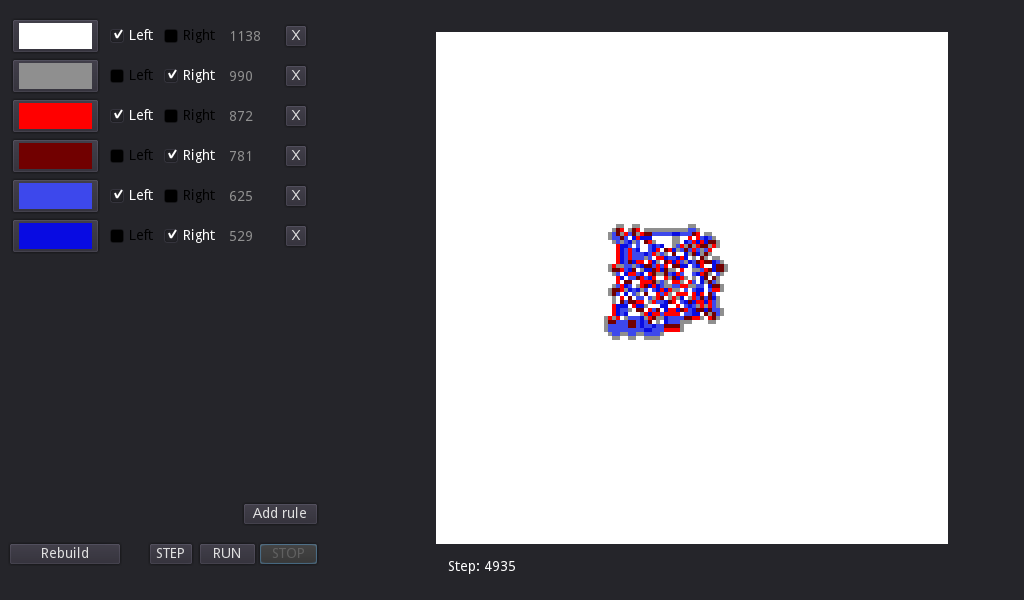 Left Right 1138 X
Left Right 990 X
Left Right 872 X
Left Right 781 X
Left Right 625 X
Left Right 529 X
Add rule
Rebuild STEP RUN STOP
Step: 4935